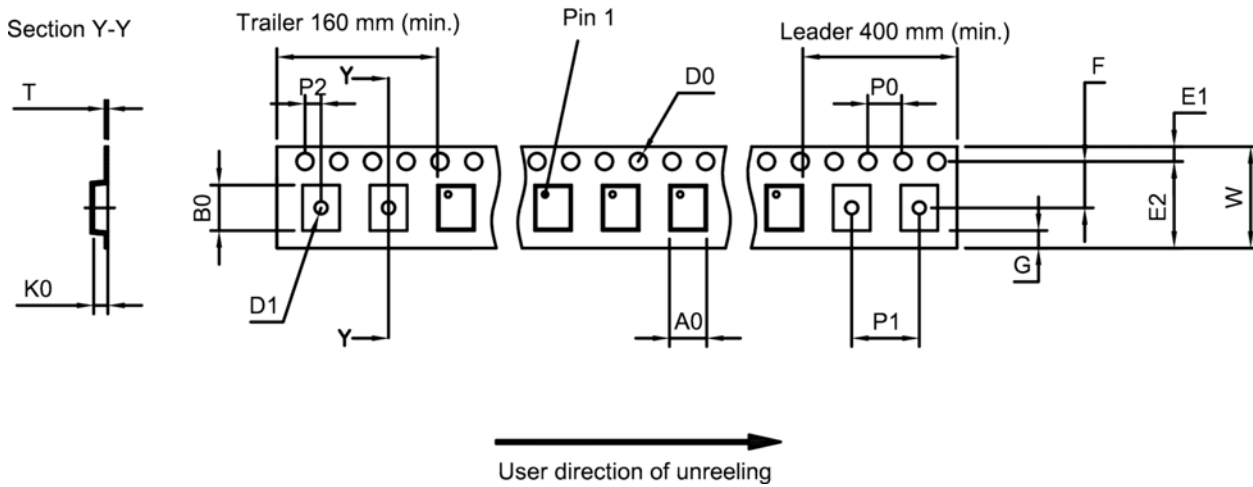 Section Y-Y
Trailer 160 mm (min.)
Pin 1
Leader 400 mm (min.)
T
P2
Y
D0
P0
F
E1
B0
E2
W
K0
D1
Y
A0
P1
G
User direction of unreeling